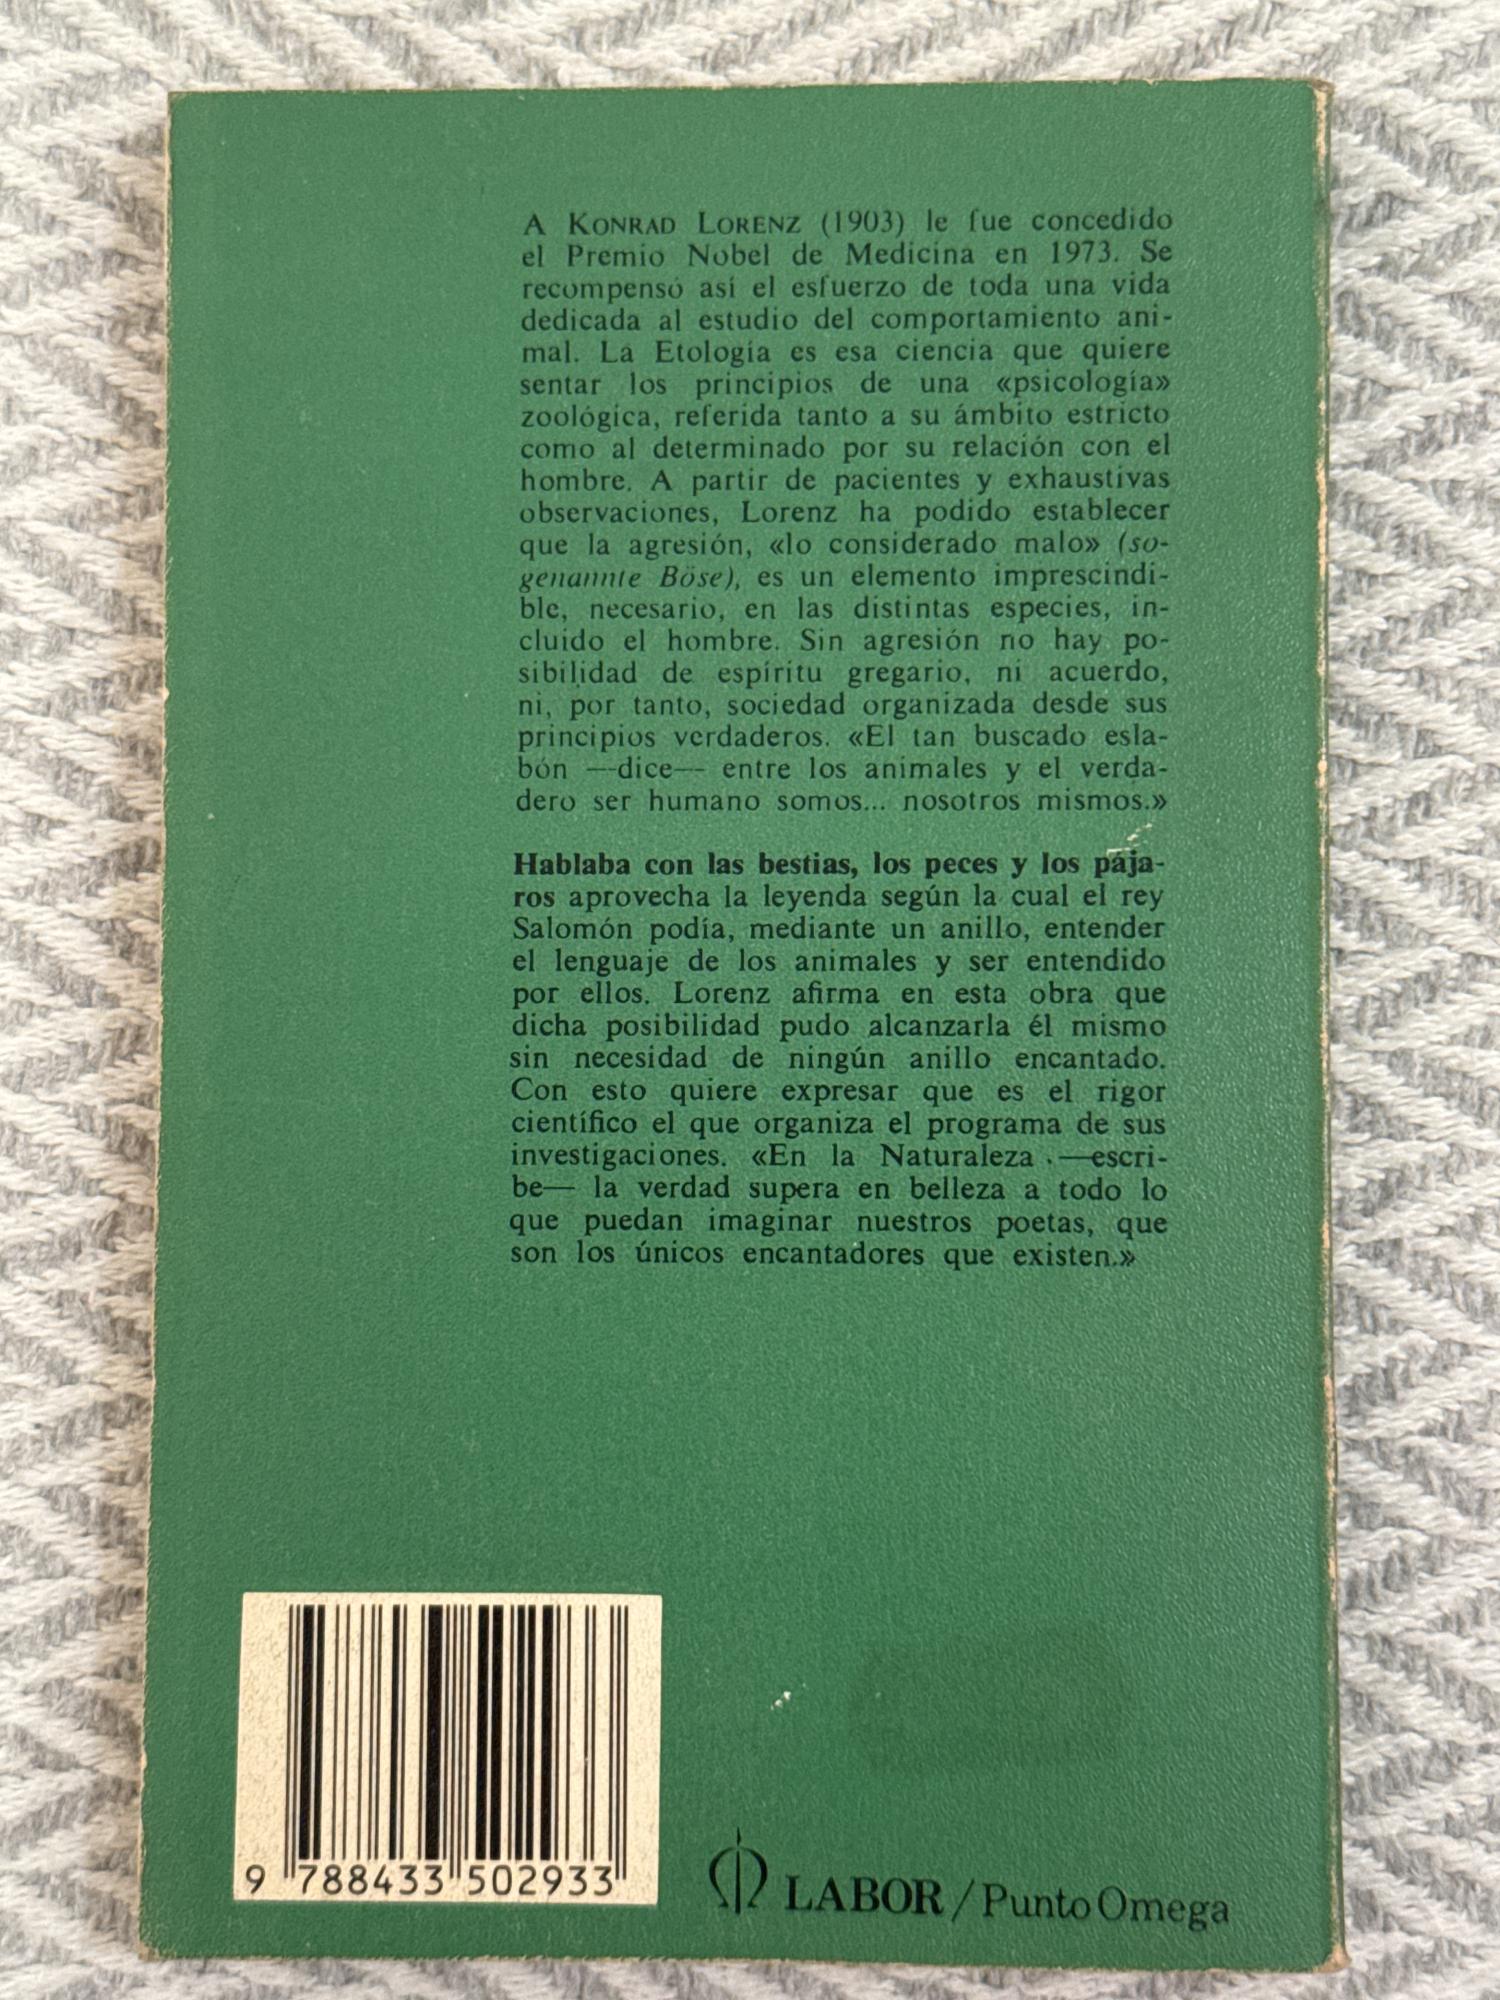 A KONRAD LORENZ (1903) le fue concedido
el Premio Nobel de Medicina en 1973. Se
recompensó así el esfuerzo de toda una vida
dedicada al estudio del comportamiento ani-
mal. La Etología es esa ciencia que quiere
sentar los principios de una «psicología»
zoológica, referida tanto a su ámbito estricto
como al determinado por su relación con el
hombre. A partir de pacientes y exhaustivas
observaciones, Lorenz ha podido establecer
que la agresión, «lo considerado malo» (so-
genannte Böse), es un elemento imprescindi-
ble, necesario, en las distintas especies, in-
cluido el hombre. Sin agresión no hay po-
sibilidad de espíritu gregario, ni acuerdo,
ni, por tanto, sociedad organizada desde sus
principios verdaderos. «El tan buscado esla-
bón —dice— entre los animales y el verda-
dero ser humano somos... nosotros mismos.»
Hablaba con las bestias, los peces y los pája-
ros aprovecha la leyenda según la cual el rey
Salomón podía, mediante un anillo, entender
el lenguaje de los animales y ser entendido
por ellos. Lorenz afirma en esta obra que
dicha posibilidad pudo alcanzarla él mismo
sin necesidad de ningún anillo encantado.
Con esto quiere expresar que es el rigor
científico el que organiza el programa de sus
investigaciones. «En la Naturaleza —escri-
be— la verdad supera en belleza a todo lo
que puedan imaginar nuestros poetas, que
son los únicos encantadores que existen.»
9 788433 502933
LABOR / Punto Omega